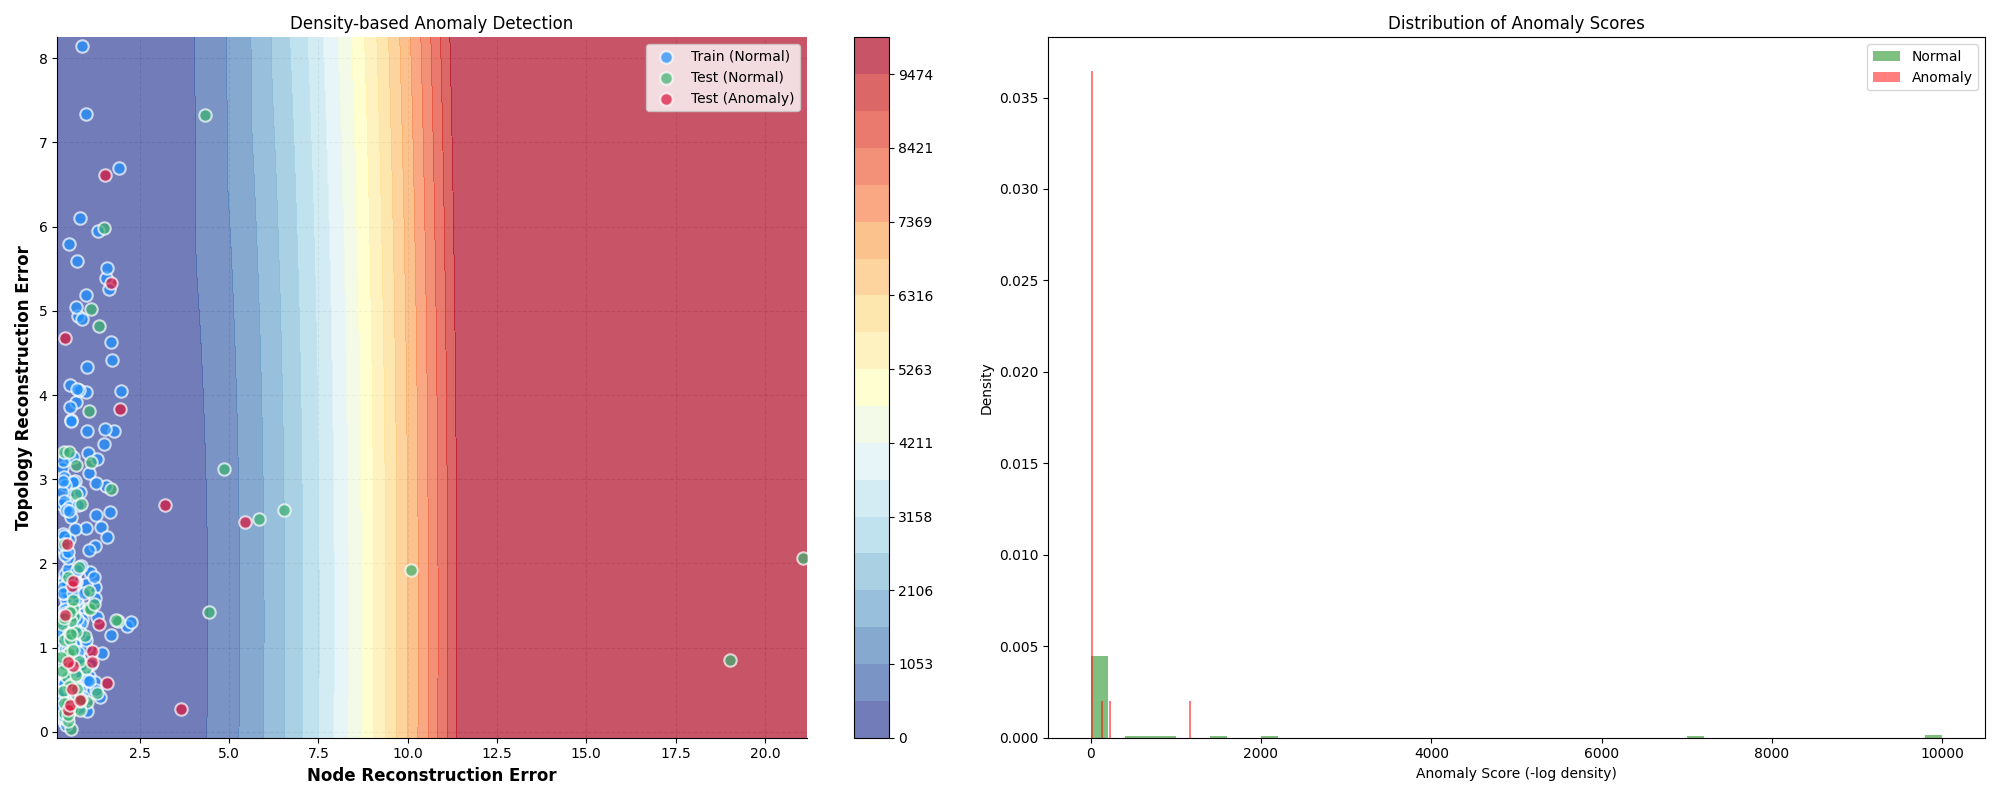 Density-based Anomaly Detection
Train (Normal)
Test (Normal)
Test (Anomaly)
Topology Reconstruction Error
8
7
6
5
4
3
2
1
0
2.5 5.0 7.5 10.0 12.5 15.0 17.5 20.0
Node Reconstruction Error
9474
8421
7369
6316
5263
4211
3158
2106
1053
0
Distribution of Anomaly Scores
Normal
Anomaly
Density
0.035
0.030
0.025
0.020
0.015
0.010
0.005
0.000
0 2000 4000 6000 8000 10000
Anomaly Score (-log density)